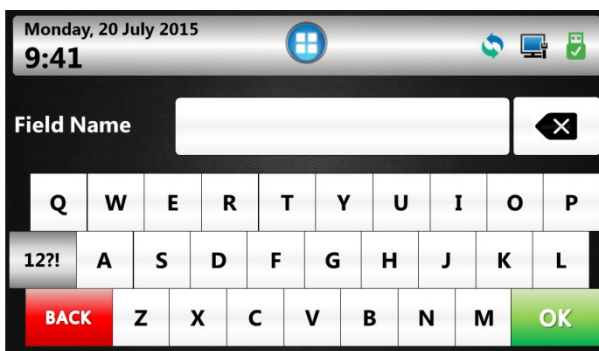 Monday, 20 July 2015
9:41
Field Name
Q W E R T Y U I O P
12?! A S D F G H J K L
BACK Z X C V B N M OK